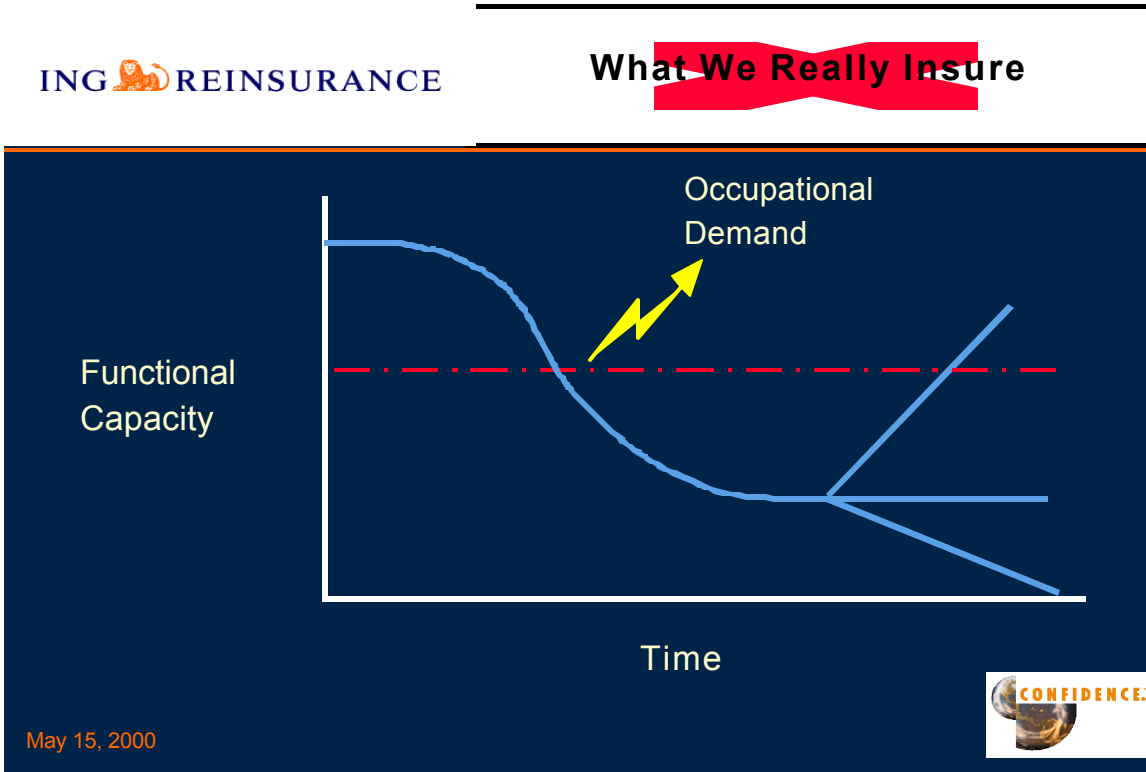 ING REINSURANCE
What We Really Insure
Occupational
Demand
Functional
Capacity
Time
CONFIDENCE.
May 15, 2000